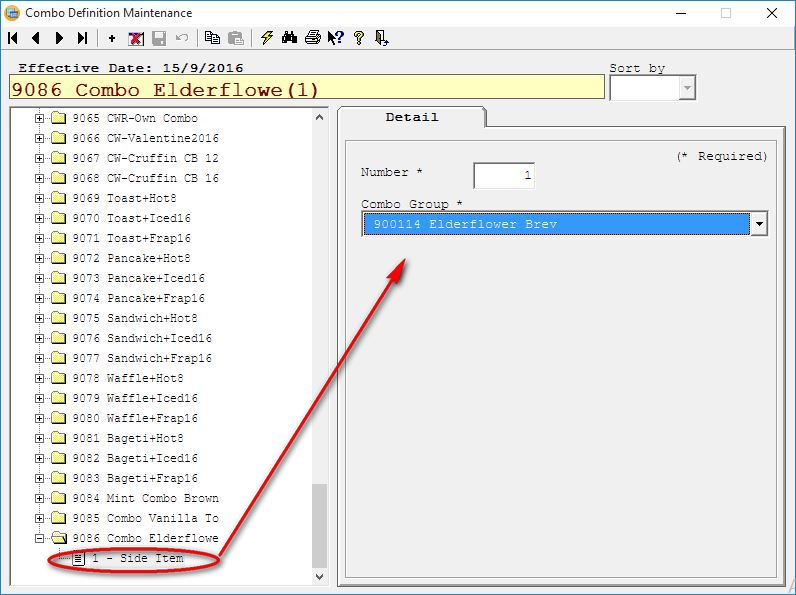 Combo Definition Maintenance
Effective Date: 15/9/2016
Sort by
9086 Combo Elderflowe(1)
9065 CWR-Own Combo
9066 CW-Valentine2016
9067 CW-Cruffin CB 12
9068 CW-Cruffin CB 16
9069 Toast+Hot8
9070 Toast+Iced16
9071 Toast+Frap16
9072 Pancake+Hot8
9073 Pancake+Iced16
9074 Pancake+Frap16
9075 Sandwich+Hot8
9076 Sandwich+Iced16
9077 Sandwich+Frap16
9078 Waffle+Hot8
9079 Waffle+Iced16
9080 Waffle+Frap16
9081 Bageti+Hot8
9082 Bageti+Iced16
9083 Bageti+Frap16
9084 Mint Combo Brown
9085 Combo Vanilla To
9086 Combo Elderflowe
1 - Side Item
Detail
(* Required)
Number *
1
Combo Group *
900114 Elderflower Brev